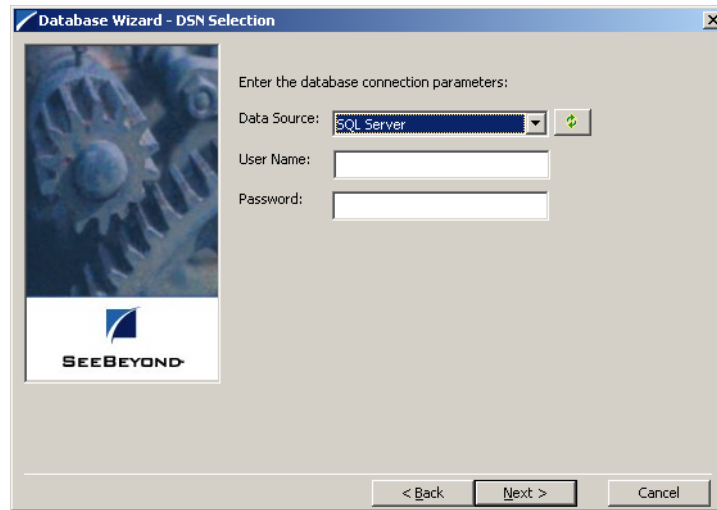 Database Wizard - DSN Selection
Enter the database connection parameters:
Data Source: SQL Server
User Name:
Password:
SEEBEYOND
< Back Next > Cancel